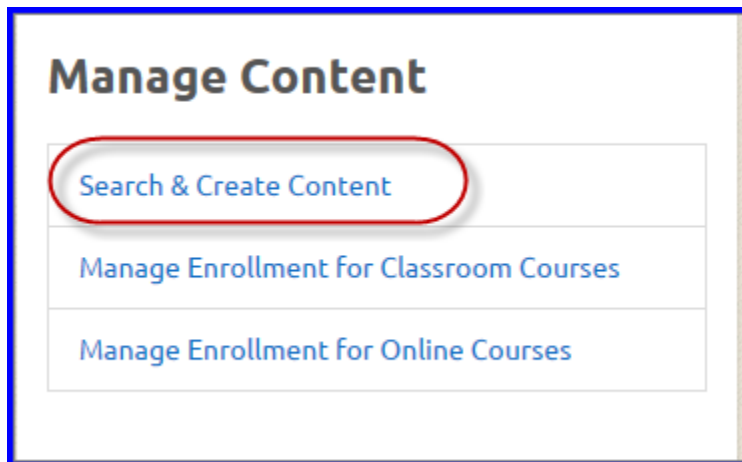 Manage Content
Search & Create Content
Manage Enrollment for Classroom Courses
Manage Enrollment for Online Courses